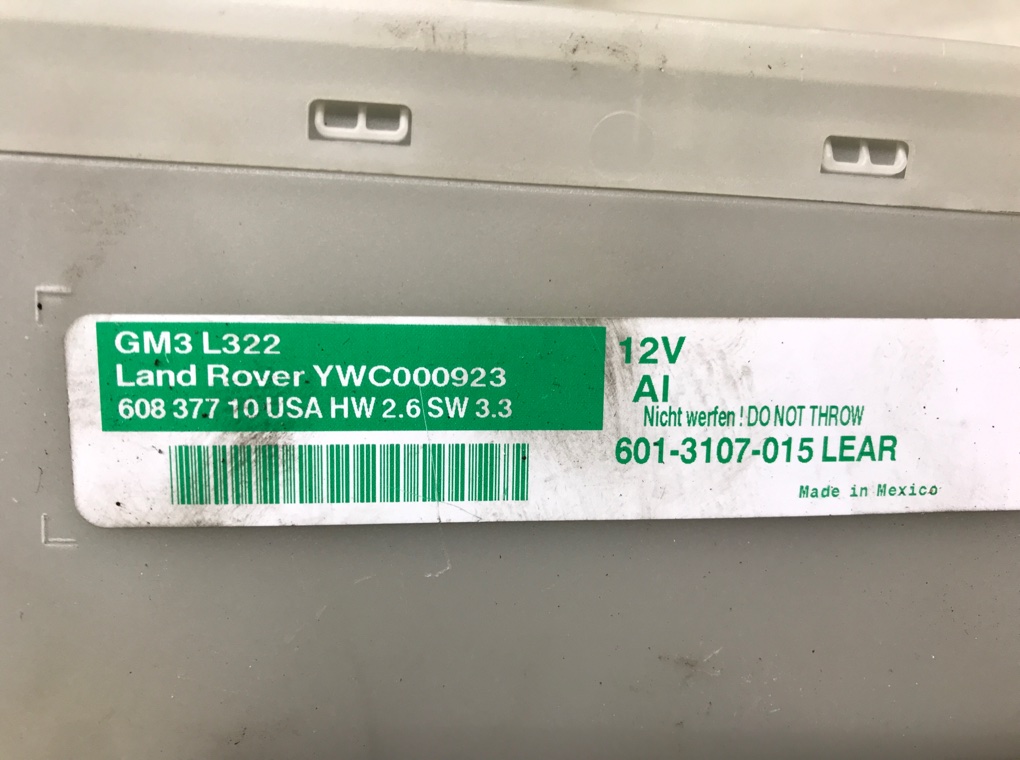 GM3 L322
Land Rover YWC000923
608 377 10 USA HW 2.6 SW 3.3
12V
AI
Nicht werfen ! DO NOT THROW
601-3107-015 LEAR
Made in Mexico